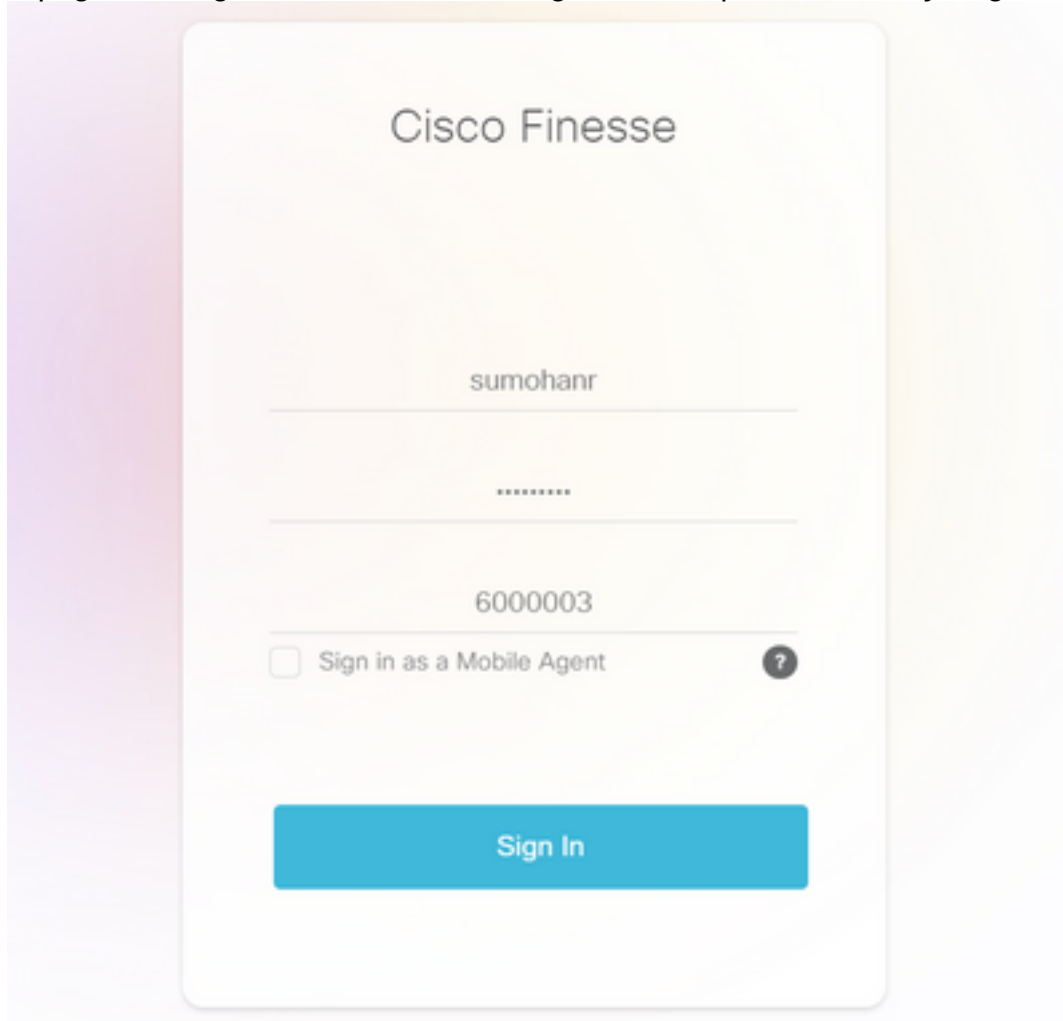 Cisco Finesse
sumohanr
•••••••••
6000003
Sign in as a Mobile Agent
?
Sign In